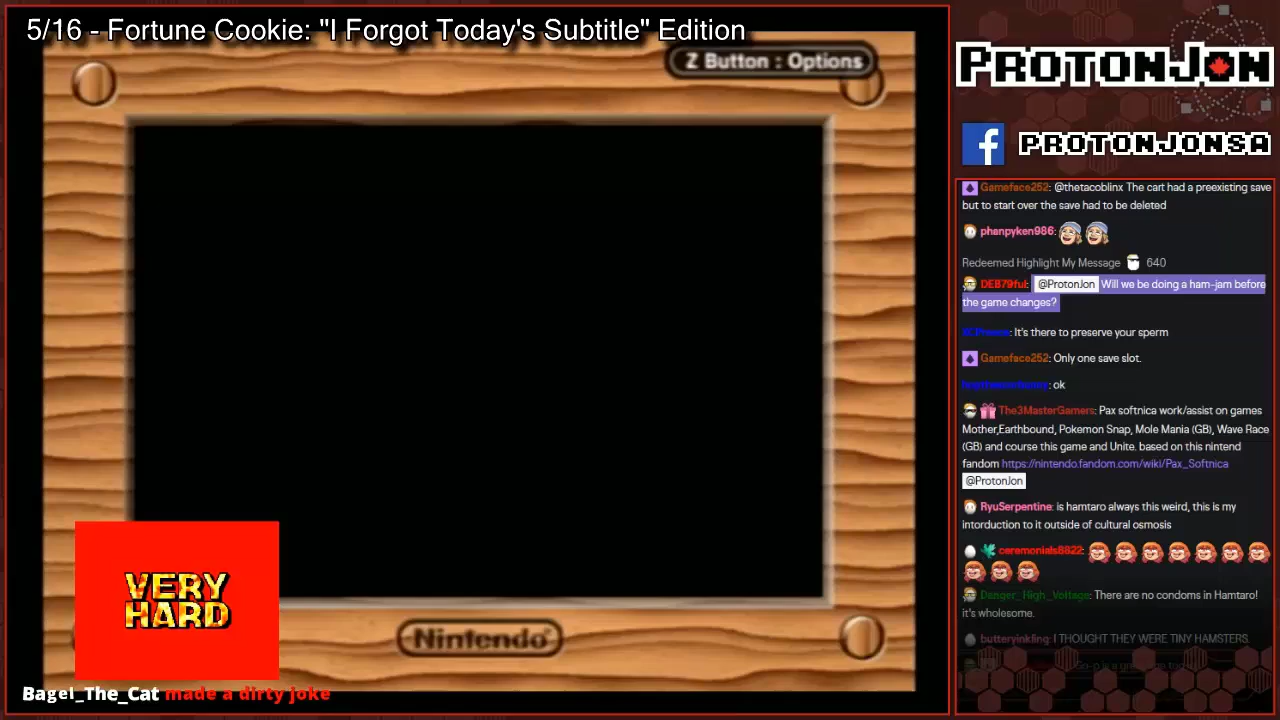 5/16 - Fortune Cookie: "I Forgot Today's Subtitle" Edition
Z Button : Options
Nintendo
VERY
HARD
Bagel_The_Cat made a dirty joke
PROTONJON
PROTONJONSA
Gameface252: @thetacoblinx The cart had a preexisting save
but to start over the save had to be deleted
phanpyken986:
Redeemed Highlight My Message 640
DEB79ful: @ProtonJon Will we be doing a ham-jam before
the game changes?
: It's there to preserve your sperm
Gameface252: Only one save slot.
: ok
The3MasterGamers: Pax softnica work/assist on games
Mother,Earthbound, Pokemon Snap, Mole Mania (GB), Wave Race
(GB) and course this game and Unite. based on this nintend
fandom https://nintendo.fandom.com/wiki/Pax_Softnica
@ProtonJon
RyuSerpentine: is hamtaro always this weird, this is my
intorduction to it outside of cultural osmosis
ceremonials8822:
Danger_High_Voltage: There are no condoms in Hamtaro!
it's wholesome.
butteryinkling: I THOUGHT THEY WERE TINY HAMSTERS.